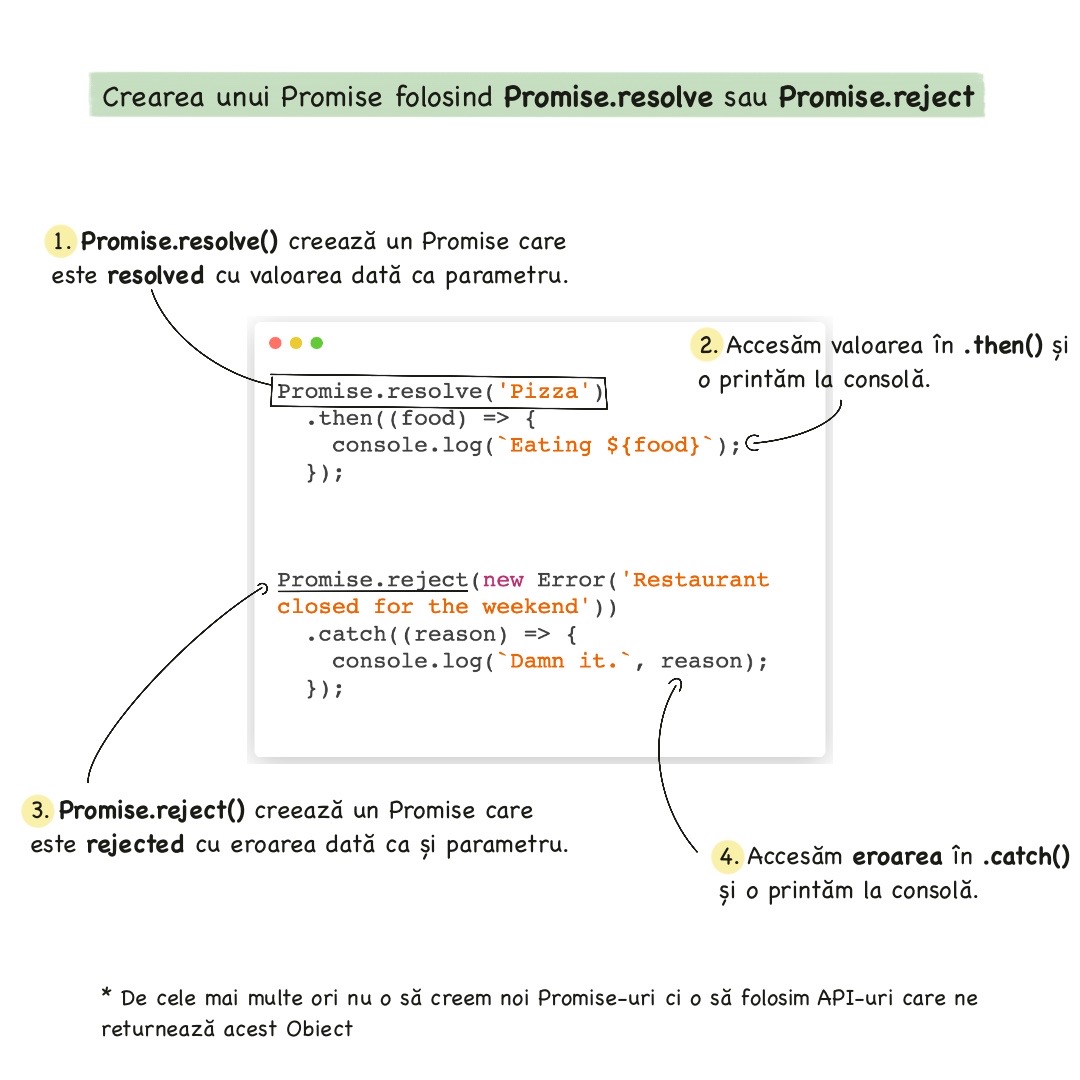 Crearea unui Promise folosind Promise.resolve sau Promise.reject
1. Promise.resolve() creează un Promise care
este resolved cu valoarea dată ca parametru.
2. Accesăm valoarea în .then() și
o printăm la consolă.
Promise.resolve('Pizza')
.then((food) => {
console.log(`Eating ${food}`);
});
Promise.reject(new Error('Restaurant
closed for the weekend'))
.catch((reason) => {
console.log(`Damn it.`, reason);
});
3. Promise.reject() creează un Promise care
este rejected cu eroarea dată ca și parametru.
4. Accesăm eroarea în .catch()
și o printăm la consolă.
* De cele mai multe ori nu o să creem noi Promise-uri ci o să folosim API-uri care ne
returnează acest Obiect